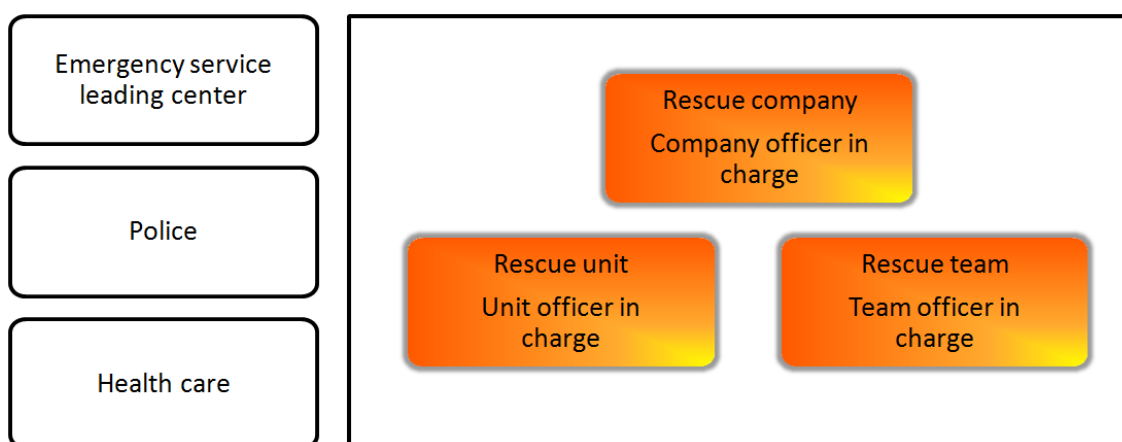 Emergency service
leading center
Police
Health care
Rescue company
Company officer in
charge
Rescue unit
Unit officer in
charge
Rescue team
Team officer in
charge